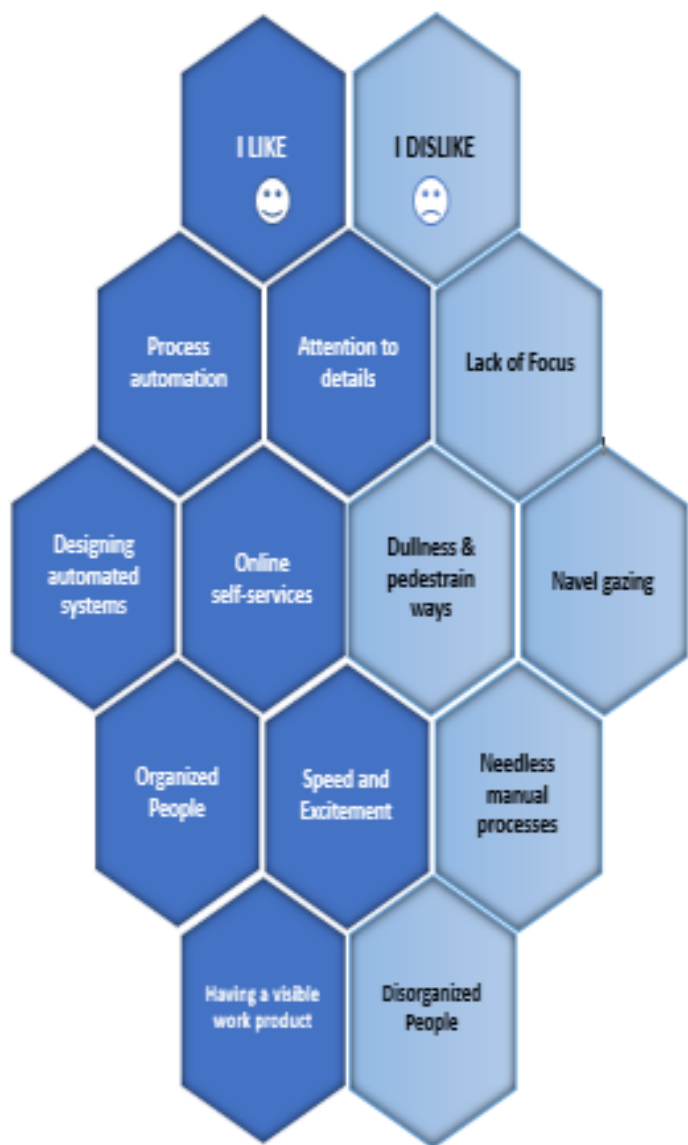 I LIKE
I DISLIKE
Process
automation
Attention to
details
Lack of Focus
Designing
automated
systems
Online
self-services
Dullness &
pedestrain
ways
Navel gazing
Organized
People
Speed and
Excitement
Needless
manual
processes
Having a visible
work product
Disorganized
People